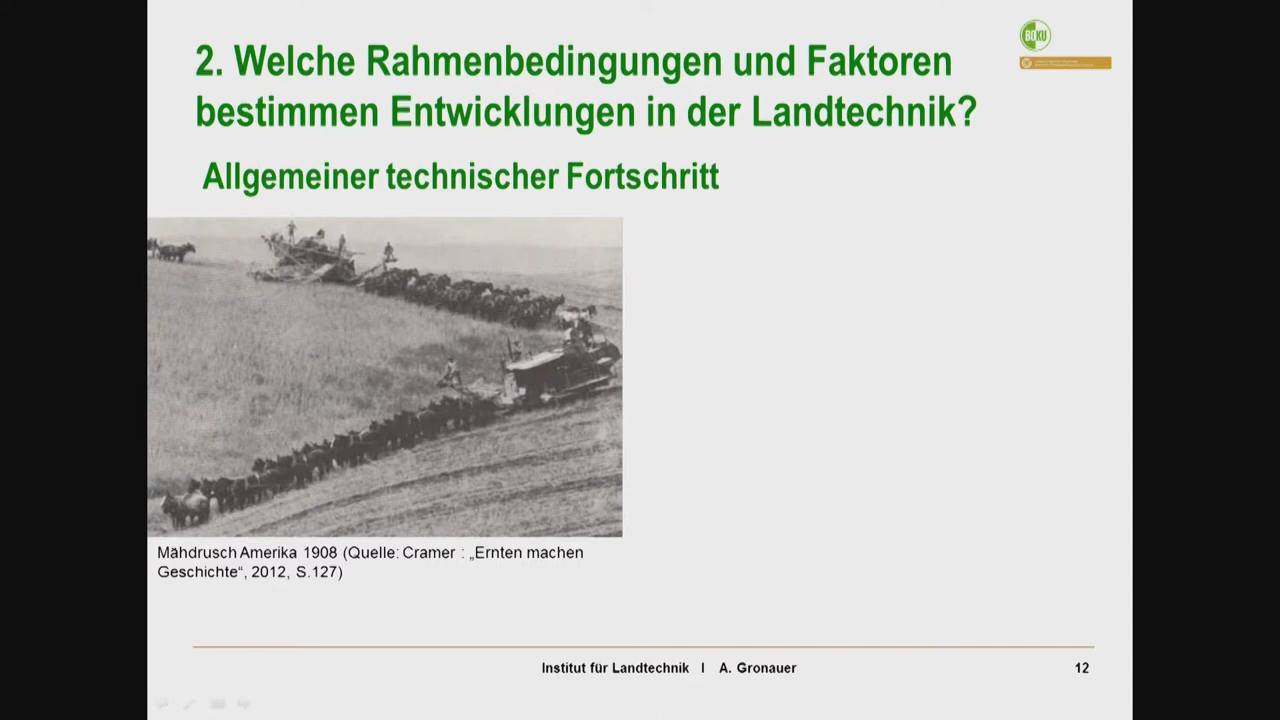 BOKU
2. Welche Rahmenbedingungen und Faktoren
bestimmen Entwicklungen in der Landtechnik?
Allgemeiner technischer Fortschritt
Mähdrusch Amerika 1908 (Quelle: Cramer : „Ernten machen
Geschichte“, 2012, S.127)
Institut für Landtechnik I A. Gronauer
12